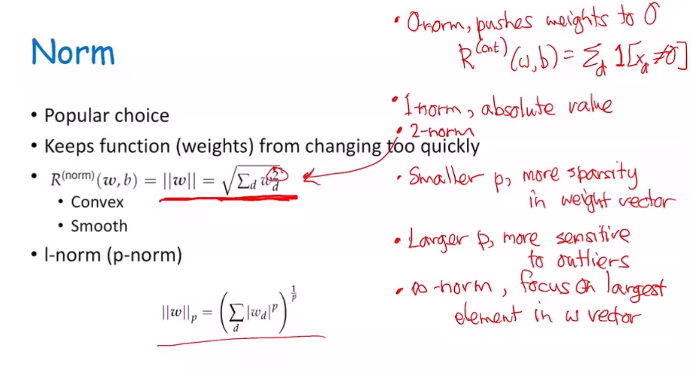 Norm
• Popular choice
• Keeps function (weights) from changing too quickly
• R^(norm)(w, b) = ||w|| = √(Σ_d w_d^2)
• Convex
• Smooth
• l-norm (p-norm)
||w||_p = (Σ_d |w_d|^p)^(1/p)
• 0-norm, pushes weights to 0
R^(cnt)(w,b) = Σ_d 1[x_d ≠ 0]
• 1-norm, absolute value
• 2-norm
• Smaller p, more sparsity
in weight vector
• Larger p, more sensitive
to outliers
• ∞-norm, focus on largest
element in w vector